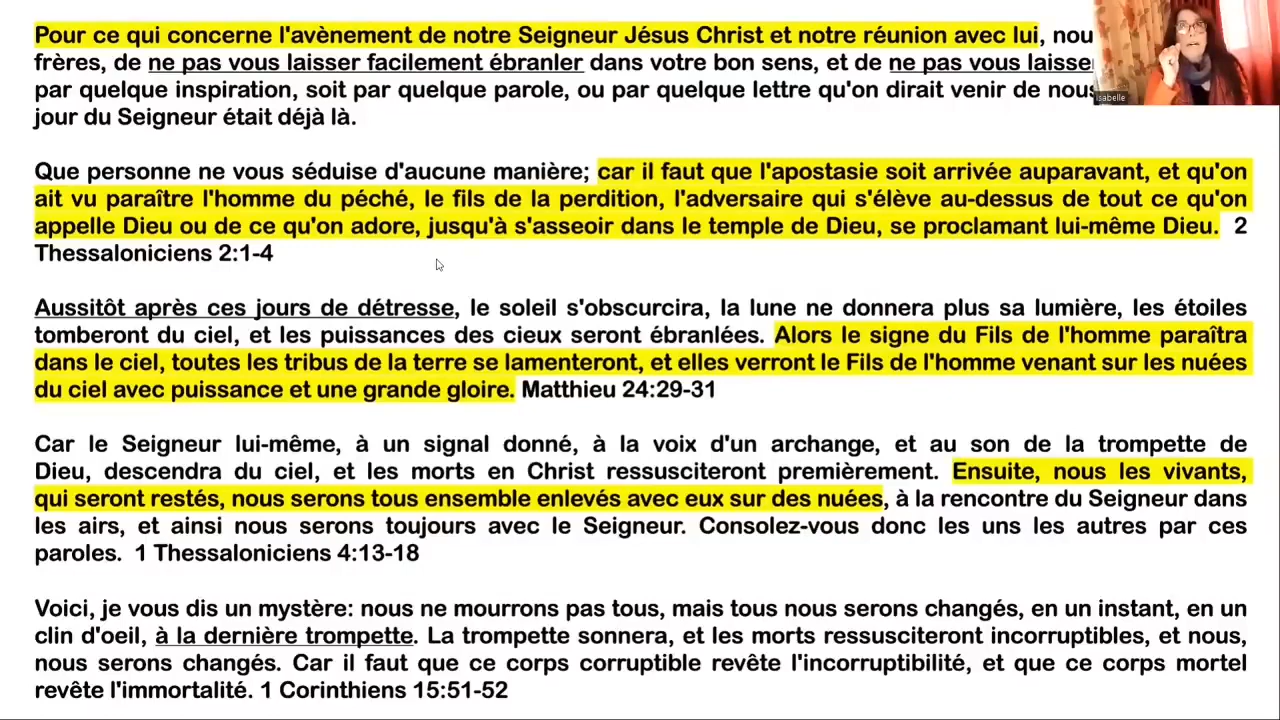 Pour ce qui concerne l'avènement de notre Seigneur Jésus Christ et notre réunion avec lui, nou
frères, de ne pas vous laisser facilement ébranler dans votre bon sens, et de ne pas vous laisse
par quelque inspiration, soit par quelque parole, ou par quelque lettre qu'on dirait venir de nous
jour du Seigneur était déjà là.
Isabelle
Que personne ne vous séduise d'aucune manière; car il faut que l'apostasie soit arrivée auparavant, et qu'on
ait vu paraître l'homme du péché, le fils de la perdition, l'adversaire qui s'élève au-dessus de tout ce qu'on
appelle Dieu ou de ce qu'on adore, jusqu'à s'asseoir dans le temple de Dieu, se proclamant lui-même Dieu. 2
Thessaloniciens 2:1-4
Aussitôt après ces jours de détresse, le soleil s'obscurcira, la lune ne donnera plus sa lumière, les étoiles
tomberont du ciel, et les puissances des cieux seront ébranlées. Alors le signe du Fils de l'homme paraîtra
dans le ciel, toutes les tribus de la terre se lamenteront, et elles verront le Fils de l'homme venant sur les nuées
du ciel avec puissance et une grande gloire. Matthieu 24:29-31
Car le Seigneur lui-même, à un signal donné, à la voix d'un archange, et au son de la trompette de
Dieu, descendra du ciel, et les morts en Christ ressusciteront premièrement. Ensuite, nous les vivants,
qui seront restés, nous serons tous ensemble enlevés avec eux sur des nuées, à la rencontre du Seigneur dans
les airs, et ainsi nous serons toujours avec le Seigneur. Consolez-vous donc les uns les autres par ces
paroles. 1 Thessaloniciens 4:13-18
Voici, je vous dis un mystère: nous ne mourrons pas tous, mais tous nous serons changés, en un instant, en un
clin d'oeil, à la dernière trompette. La trompette sonnera, et les morts ressusciteront incorruptibles, et nous,
nous serons changés. Car il faut que ce corps corruptible revête l'incorruptibilité, et que ce corps mortel
revête l'immortalité. 1 Corinthiens 15:51-52